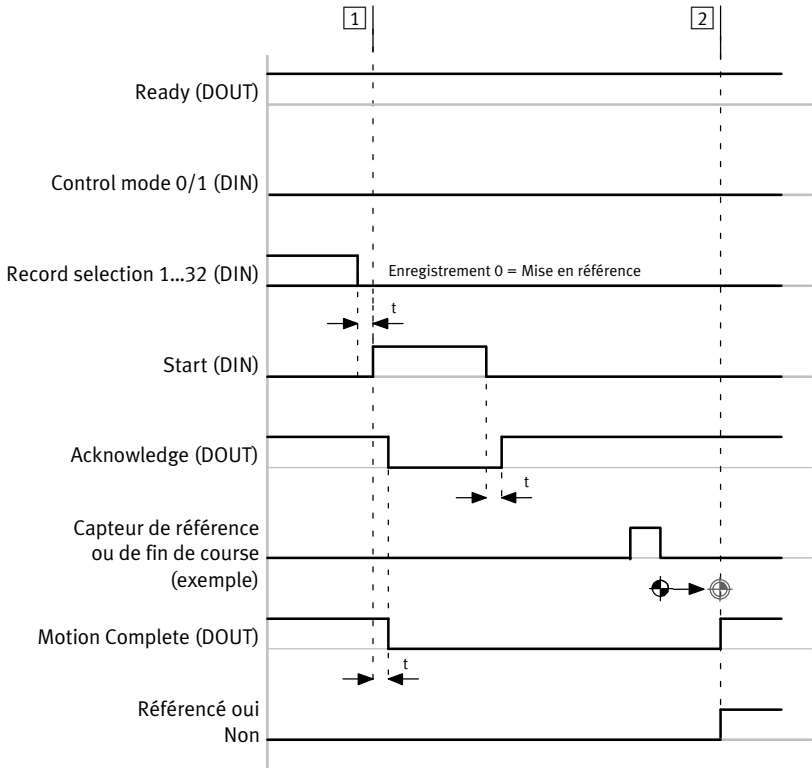 1
2
Ready (DOUT)
Control mode 0/1 (DIN)
Record selection 1...32 (DIN)
Enregistrement 0 = Mise en référence
t
Start (DIN)
Acknowledge (DOUT)
t
Capteur de référence
ou de fin de course
(exemple)
Motion Complete (DOUT)
t
Référencé oui
Non